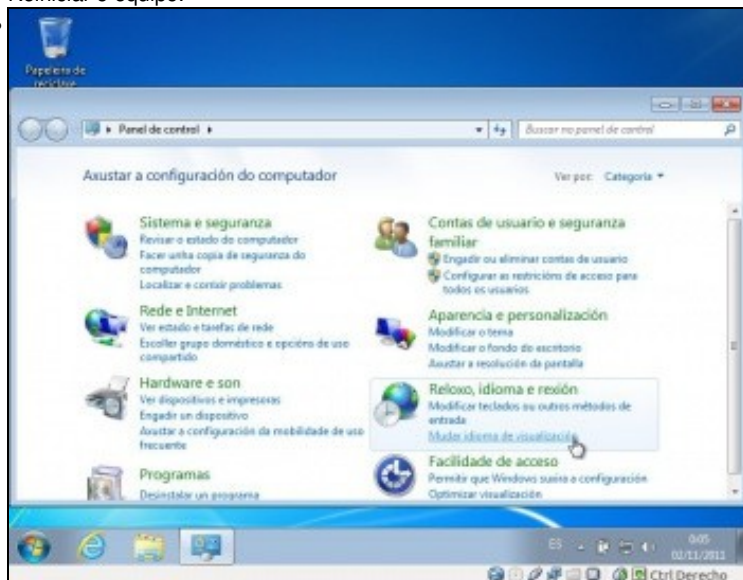 Reiniciar o equipo.
Papelera de
reciclaxe
Panel de control
Buscar no panel de control
Axustar a configuración do computador
Ver por: Categoría
Sistema e seguranza
Revisar o estado do computador
Facer unha copia de seguranza do
computador
Localizar e corrixir problemas
Rede e Internet
Ver estado e tarefas de rede
Escoller grupo doméstico e opcións de uso
compartido
Hardware e son
Ver dispositivos e impresoras
Engadir un dispositivo
Axustar a configuración da mobilidade de uso
frecuente
Programas
Desinstalar un programa
Contas de usuario e seguranza
familiar
Engadir ou eliminar contas de usuario
Configurar as restricións de acceso para
todos os usuarios
Aparencia e personalización
Modificar o tema
Modificar o fondo do escritorio
Axustar a resolución da pantalla
Reloxo, idioma e rexión
Modificar teclados ou outros métodos de
entrada
Mudar idioma de visualización
Facilidade de acceso
Permitir que Windows suxira a configuración
Optimizar visualización
ES
0:05
02/11/2011
Ctrl Derecho